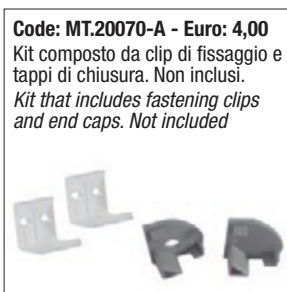 Code: MT.20070-A - Euro: 4,00
Kit composto da clip di fissaggio e
tappi di chiusura. Non inclusi.
Kit that includes fastening clips
and end caps. Not included